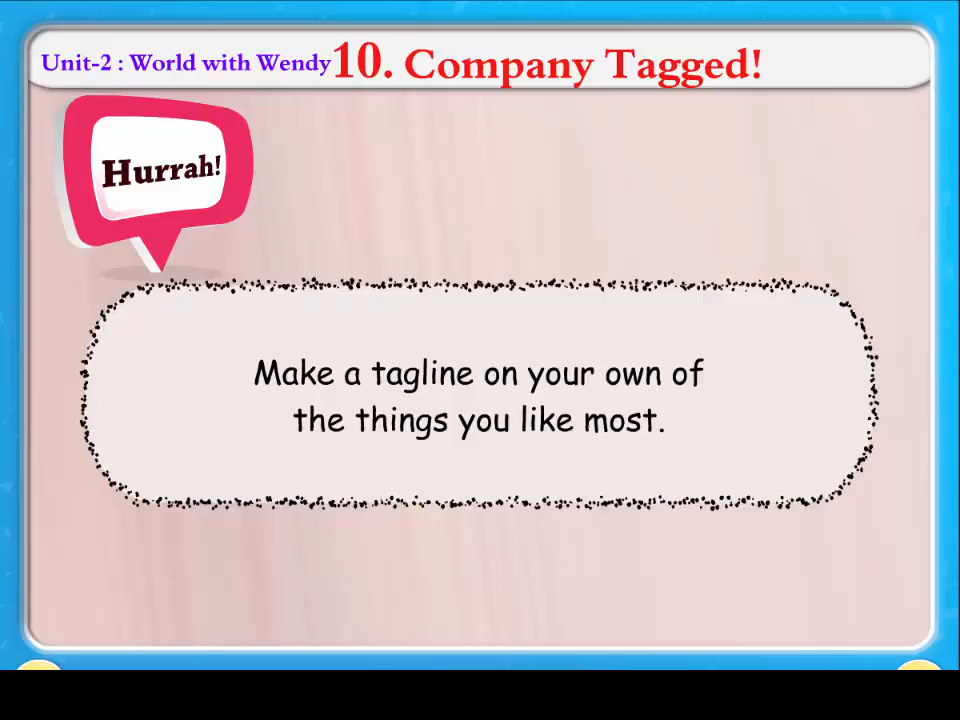 Unit-2 : World with Wendy 10. Company Tagged!
Hurrah!
Make a tagline on your own of
the things you like most.